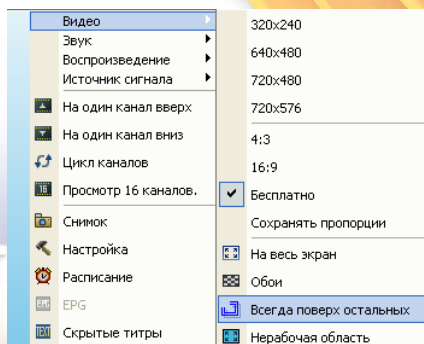 Видео
Звук
Воспроизведение
Источник сигнала
На один канал вверх
На один канал вниз
Цикл каналов
Просмотр 16 каналов.
Снимок
Настройка
Расписание
EPG
Скрытые титры
320x240
640x480
720x480
720x576
4:3
16:9
Бесплатно
Сохранять пропорции
На весь экран
Обои
Всегда поверх остальных
Нерабочая область